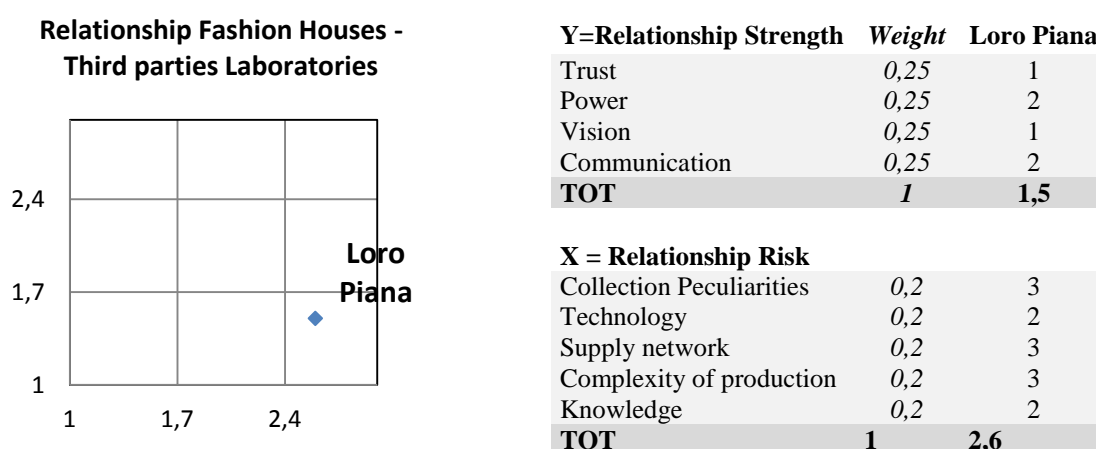 Relationship Fashion Houses -
Third parties Laboratories
2,4
1,7
1
1 1,7 2,4
Loro
Piana
Y=Relationship Strength Weight Loro Piana
Trust 0,25 1
Power 0,25 2
Vision 0,25 1
Communication 0,25 2
TOT 1 1,5
X = Relationship Risk
Collection Peculiarities 0,2 3
Technology 0,2 2
Supply network 0,2 3
Complexity of production 0,2 3
Knowledge 0,2 2
TOT 1 2,6